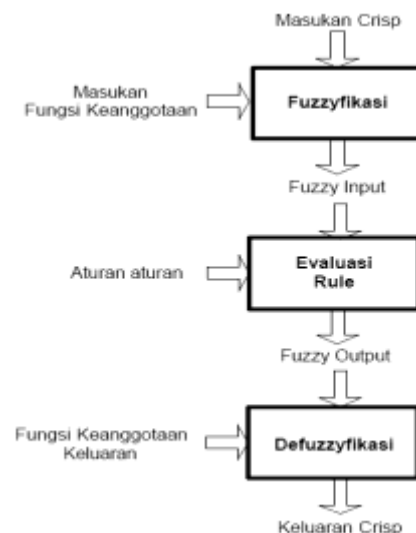 Masukan Crisp
Masukan
Fungsi Keanggotaan
Fuzzyfikasi
Fuzzy Input
Aturan aturan
Evaluasi
Rule
Fuzzy Output
Fungsi Keanggotaan
Keluaran
Defuzzyfikasi
Keluaran Crisp